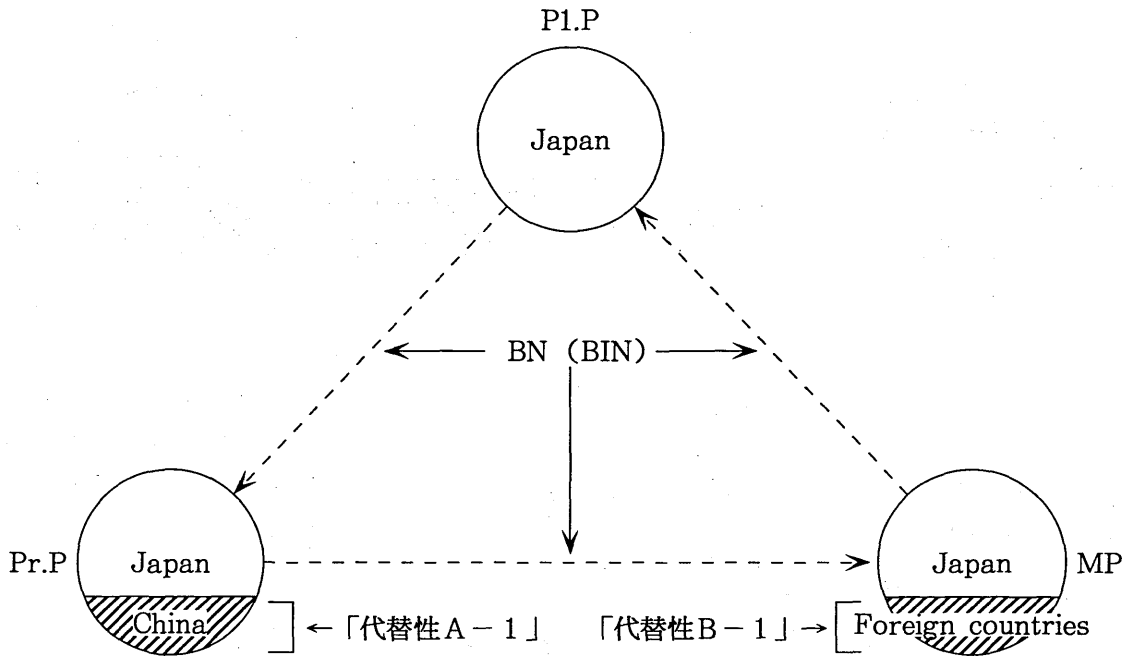 P1.P
Japan
BN (BIN)
Pr.P
Japan
Japan
MP
China
←「代替性A-1」
「代替性B-1」→
Foreign countries